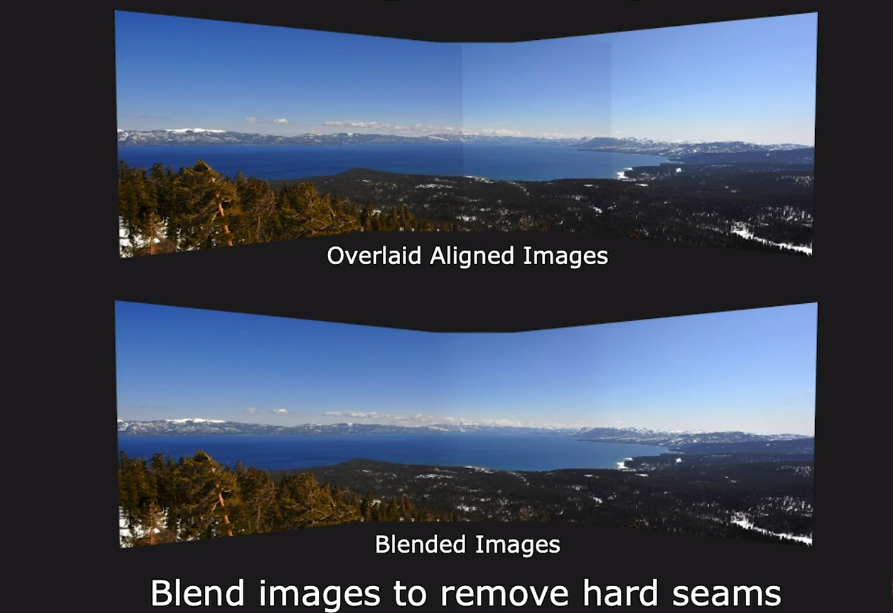 Overlaid Aligned Images
Blended Images
Blend images to remove hard seams